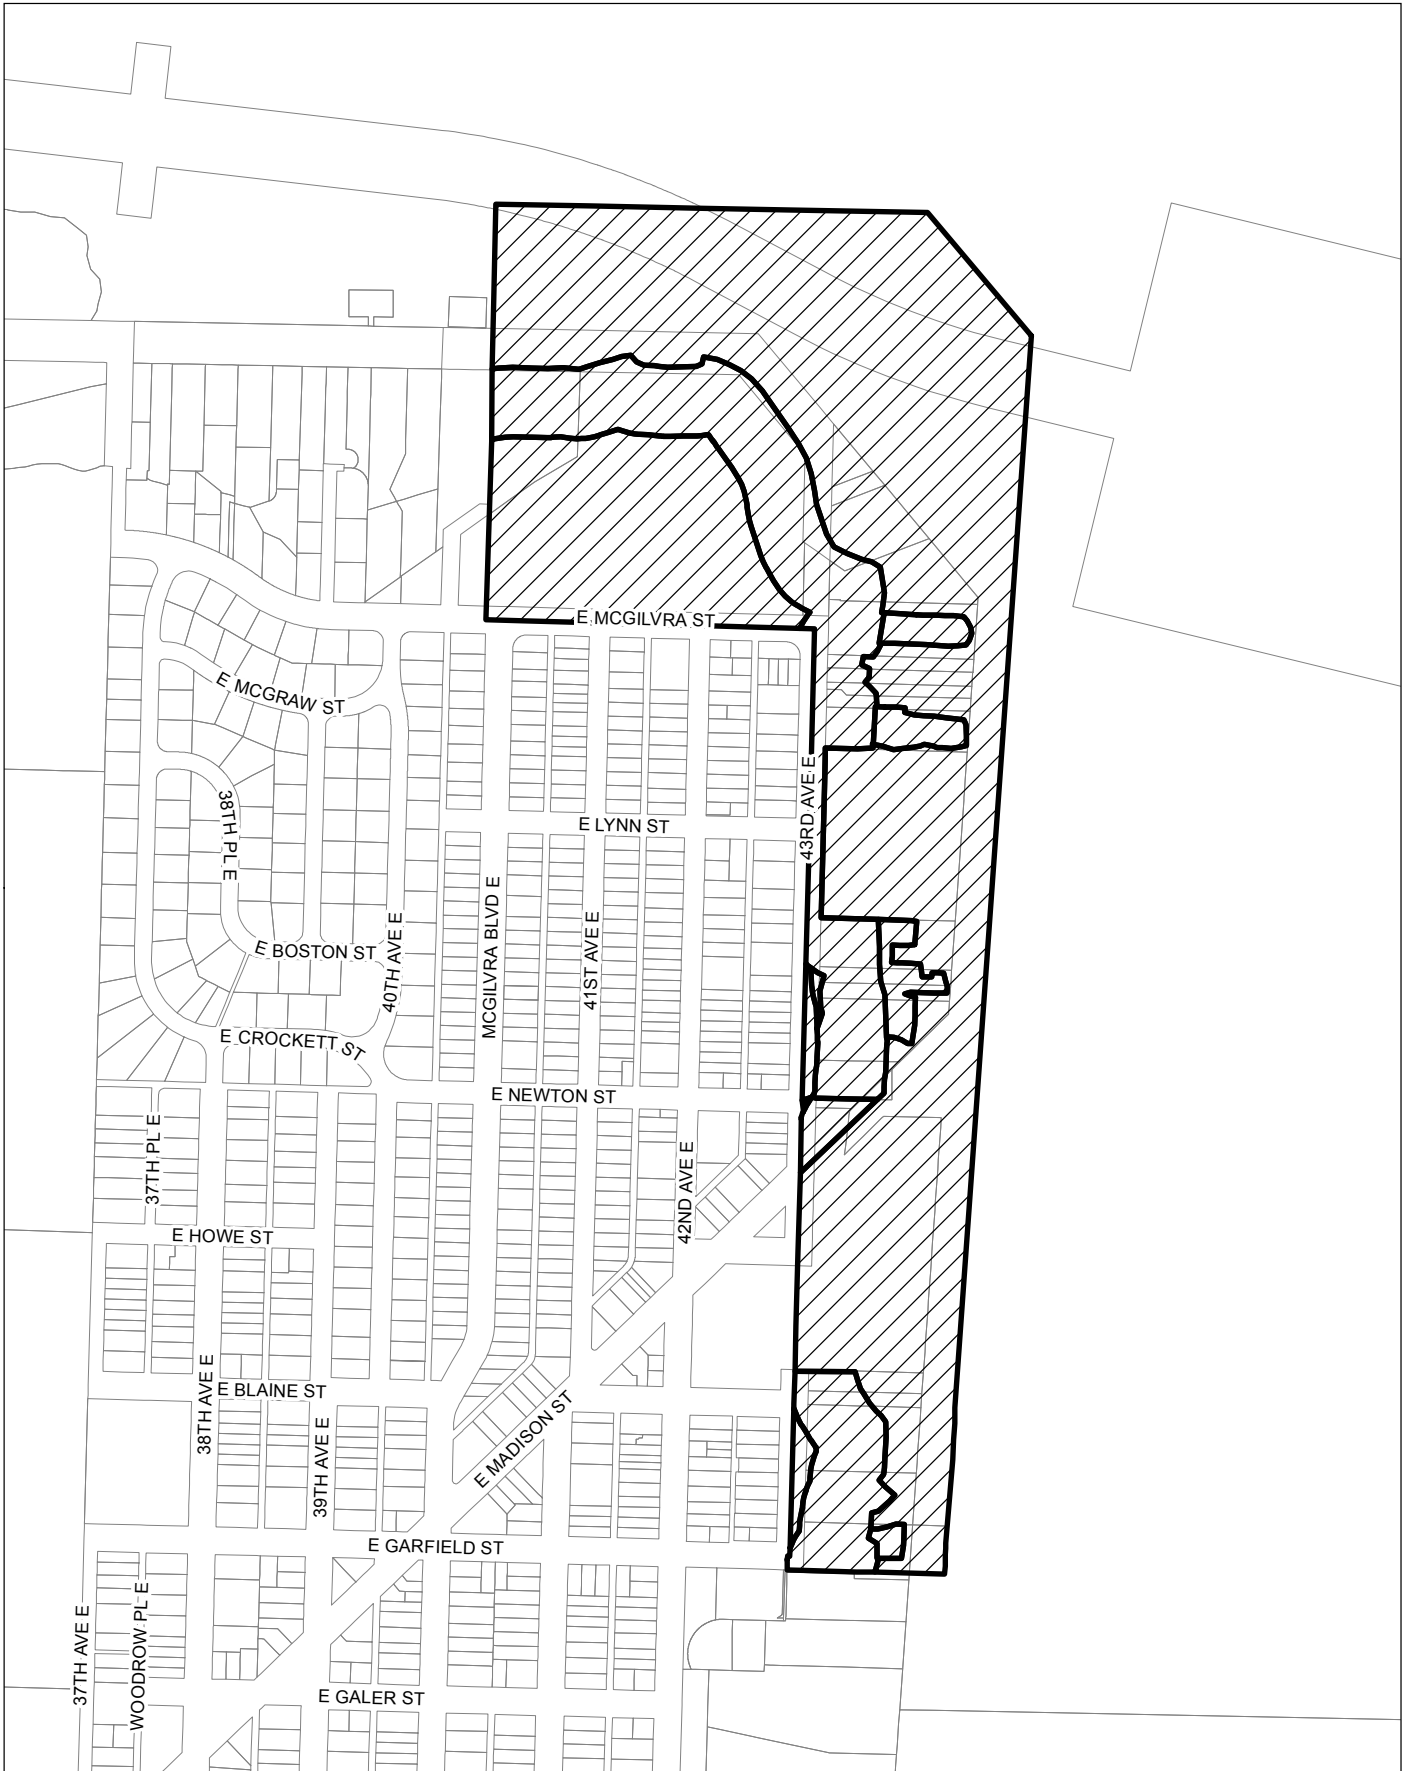 E MCGILVRA ST
E MCGRAW ST
38TH PL E
E LYNN ST
43RD AVE E
MCGILVRA BLVD E
41ST AVE E
40TH AVE E
E BOSTON ST
E CROCKETT ST
E NEWTON ST
37TH PL E
42ND AVE E
E HOWE ST
38TH AVE E
E BLAINE ST
39TH AVE E
E MADISON ST
E GARFIELD ST
37TH AVE E
WOODROW PL E
E GALER ST